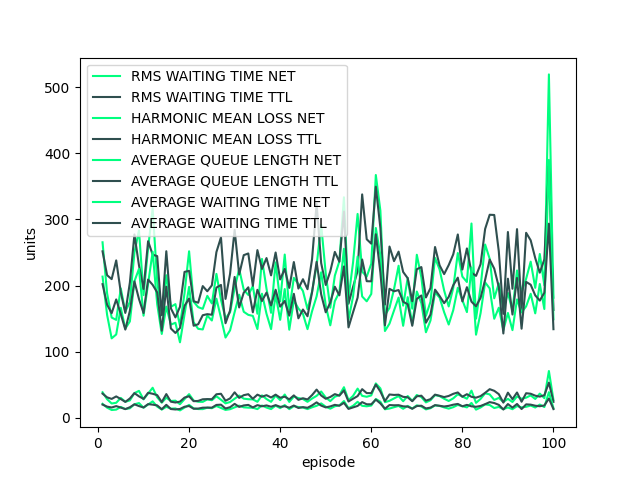 500
400
300
200
100
0
units
RMS WAITING TIME NET
RMS WAITING TIME TTL
HARMONIC MEAN LOSS NET
HARMONIC MEAN LOSS TTL
AVERAGE QUEUE LENGTH NET
AVERAGE QUEUE LENGTH TTL
AVERAGE WAITING TIME NET
AVERAGE WAITING TIME TTL
0 20 40 60 80 100
episode